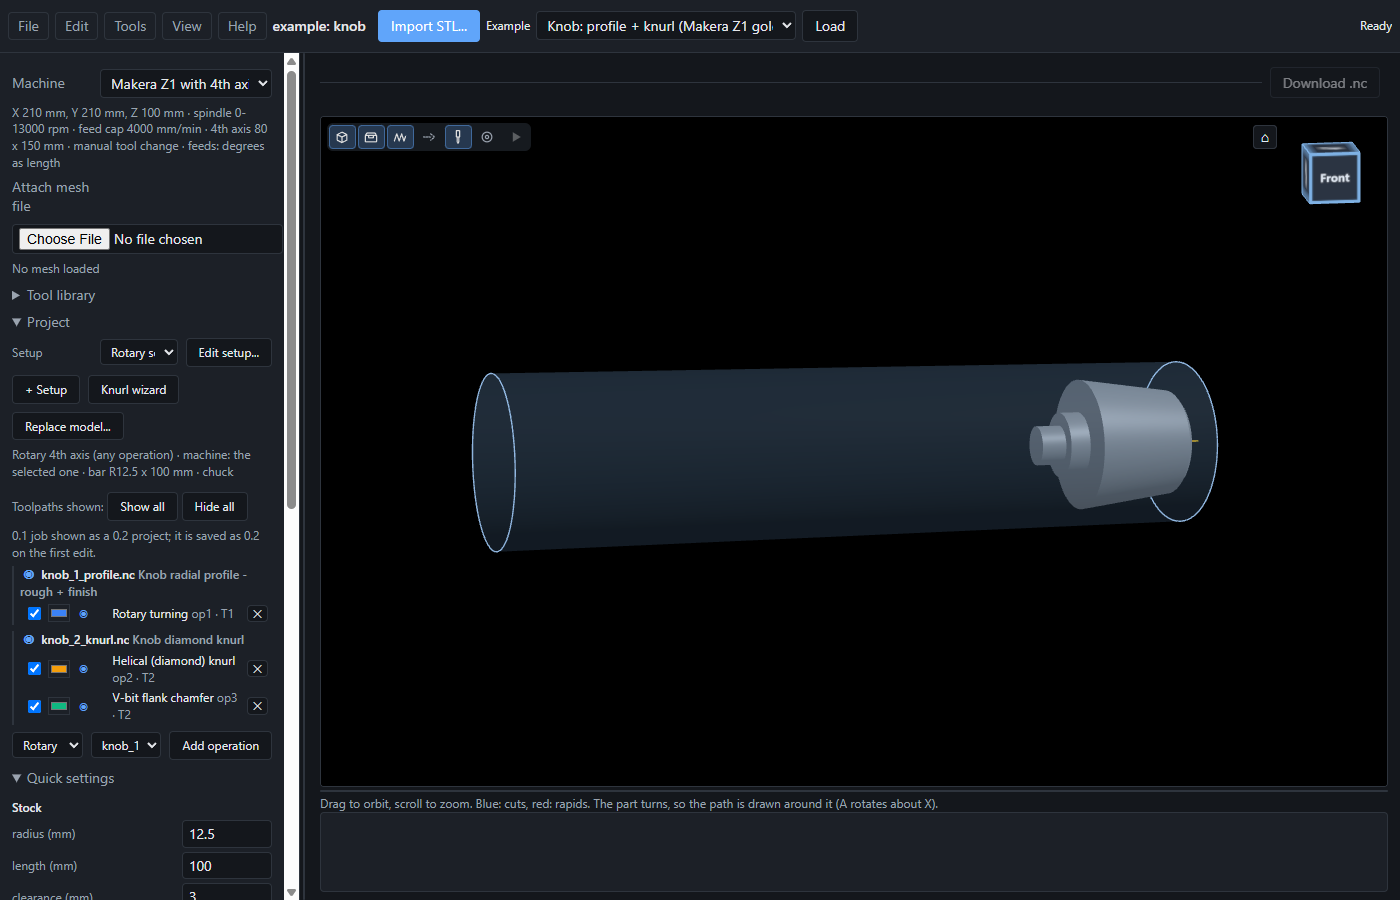 File Edit Tools View Help example: knob Import STL... Example Knob: profile + knurl (Makera Z1 gol Load Ready
Machine Makera Z1 with 4th ax
X 210 mm, Y 210 mm, Z 100 mm · spindle 0-
13000 rpm · feed cap 4000 mm/min · 4th axis 80
x 150 mm · manual tool change · feeds: degrees
as length
Attach mesh
file
Choose File No file chosen
No mesh loaded
Tool library
Project
Setup Rotary s Edit setup...
+ Setup Knurl wizard
Replace model...
Rotary 4th axis (any operation) · machine: the
selected one · bar R12.5 x 100 mm · chuck
Toolpaths shown: Show all Hide all
0.1 job shown as a 0.2 project; it is saved as 0.2
on the first edit.
knob_1_profile.nc Knob radial profile -
rough + finish
Rotary turning op1 · T1
knob_2_knurl.nc Knob diamond knurl
Helical (diamond) knurl
op2 · T2
V-bit flank chamfer op3
· T2
Rotary knob_1 Add operation
Quick settings
Stock
radius (mm) 12.5
length (mm) 100
clearance (mm) 3
Download .nc
Front
Drag to orbit, scroll to zoom. Blue: cuts, red: rapids. The part turns, so the path is drawn around it (A rotates about X).